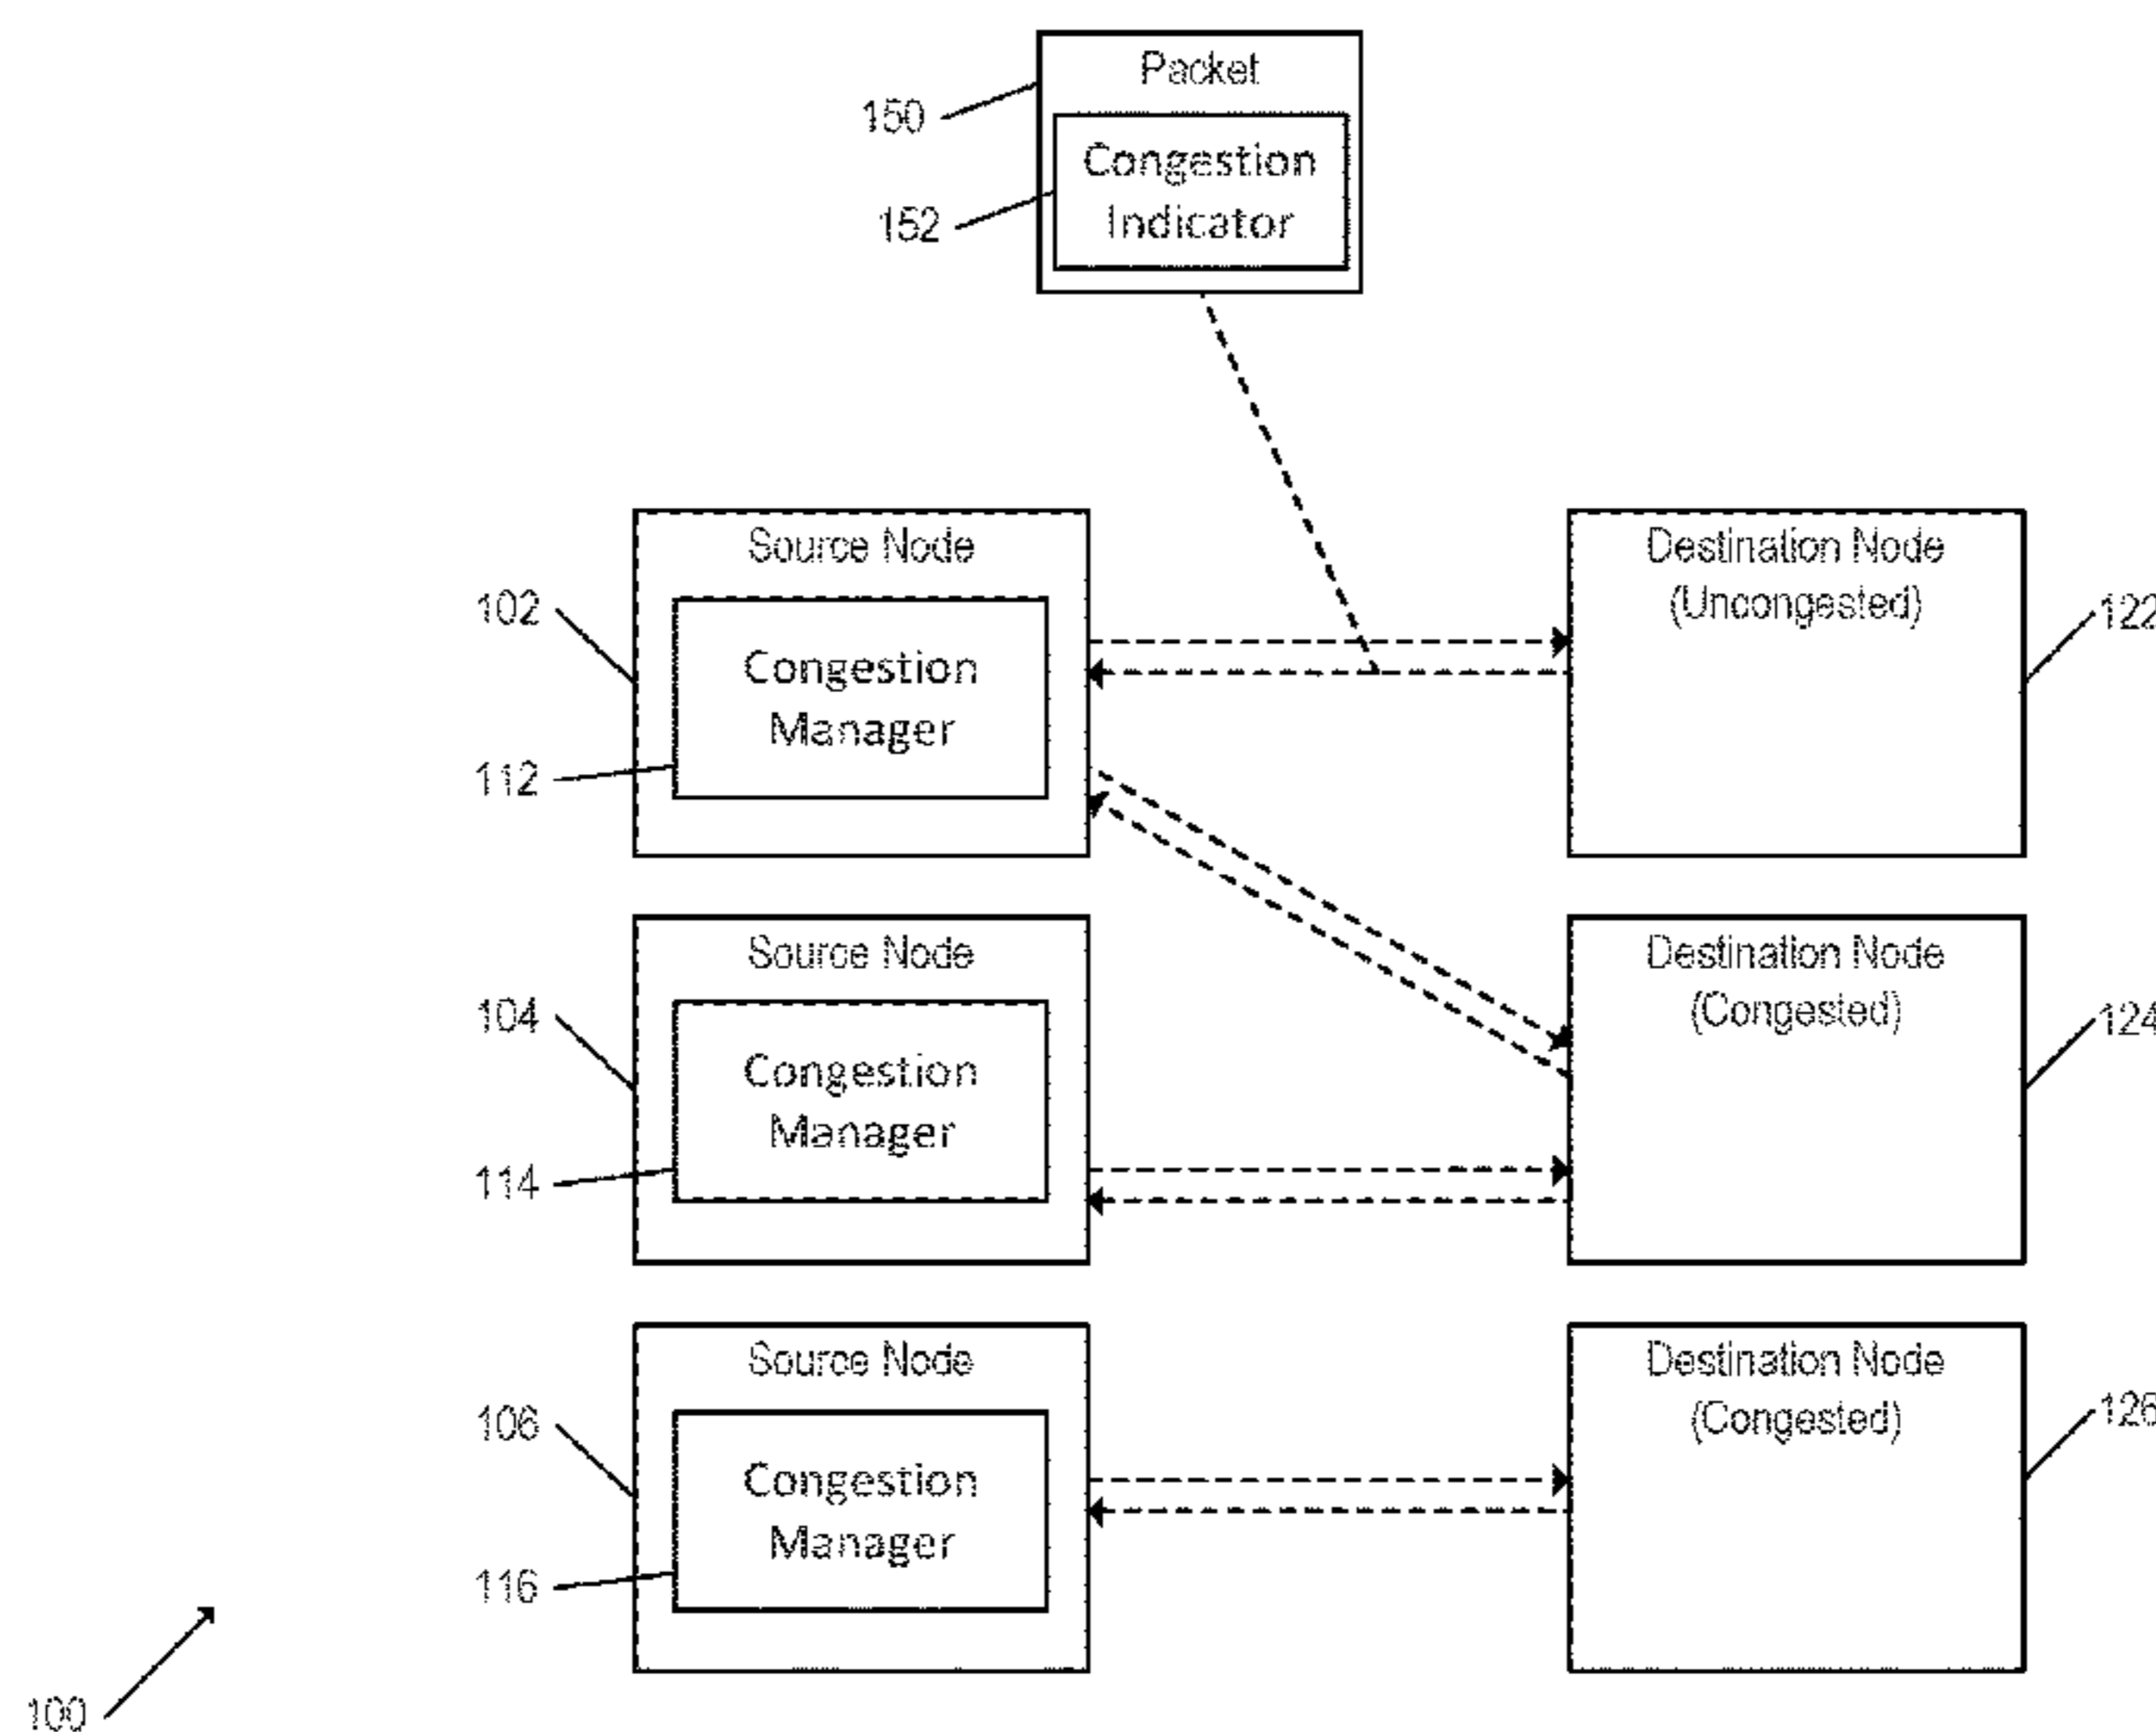 Packet
150
Congestion
Indicator
152
Source Node
Destination Node
(Uncongested)
102
122
Congestion
Manager
112
Source Node
Destination Node
(Congested)
104
124
Congestion
Manager
114
Source Node
Destination Node
(Congested)
106
126
Congestion
Manager
116
100